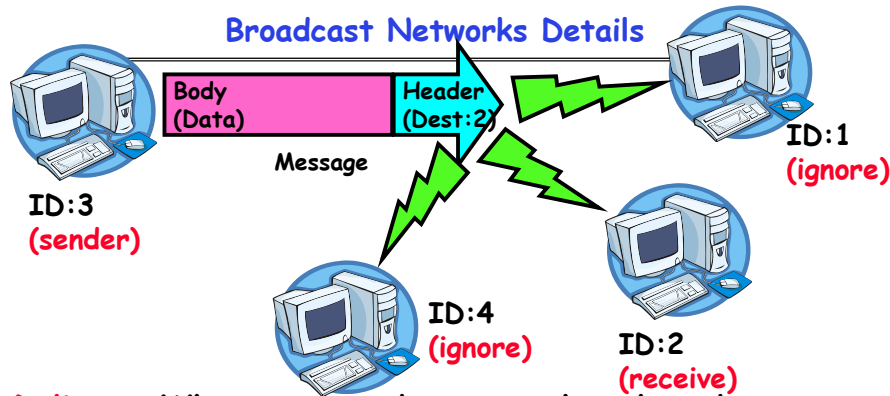 Broadcast Networks Details
Body
(Data)
Header
(Dest:2)
Message
ID:1
(ignore)
ID:3
(sender)
ID:4
(ignore)
ID:2
(receive)